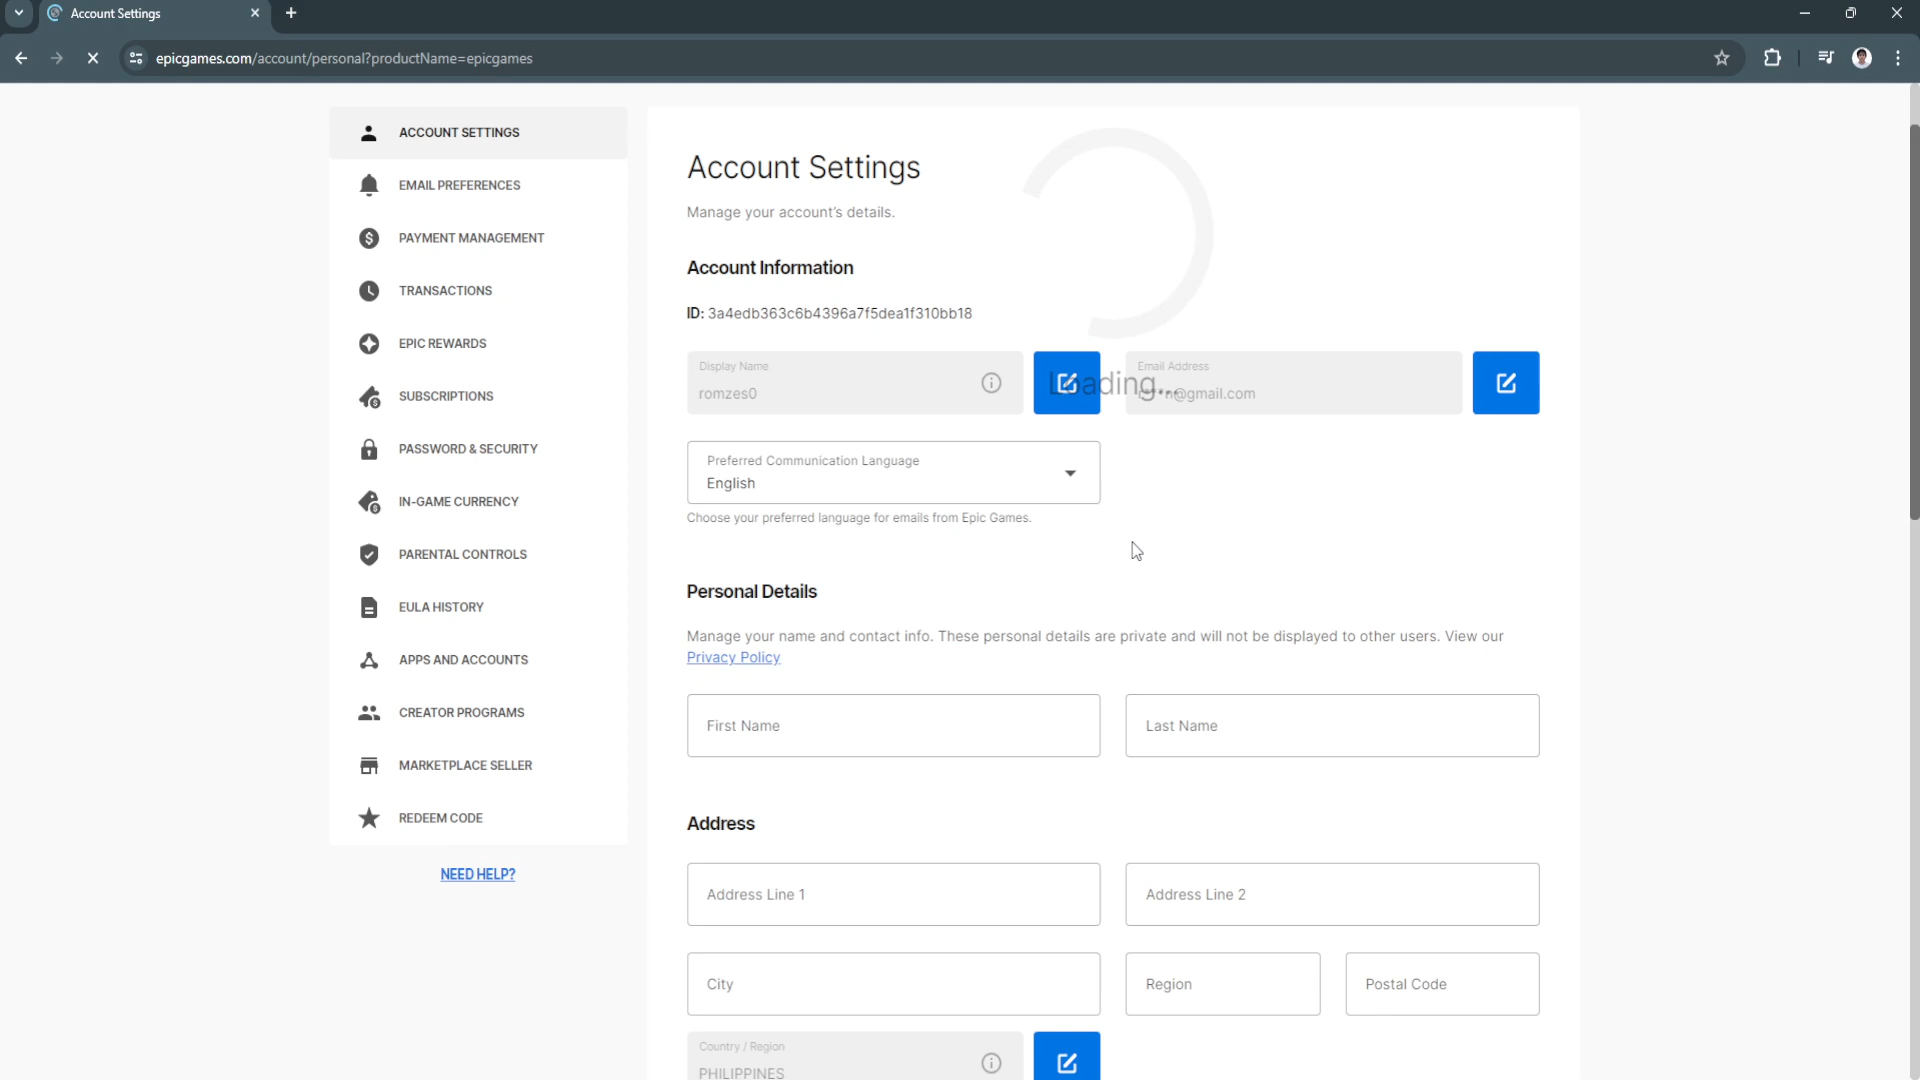 Account Settings
epicgames.com/account/personal?productName=epicgames
ACCOUNT SETTINGS
EMAIL PREFERENCES
PAYMENT MANAGEMENT
TRANSACTIONS
EPIC REWARDS
SUBSCRIPTIONS
PASSWORD & SECURITY
IN-GAME CURRENCY
PARENTAL CONTROLS
EULA HISTORY
APPS AND ACCOUNTS
CREATOR PROGRAMS
MARKETPLACE SELLER
REDEEM CODE
NEED HELP?
Account Settings
Manage your account's details.
Account Information
ID: 3a4edb363c6b4396a7f5dea1f310bb18
Display Name
romzes0
Loading...
Email Address
@gmail.com
Preferred Communication Language
English
Choose your preferred language for emails from Epic Games.
Personal Details
Manage your name and contact info. These personal details are private and will not be displayed to other users. View our
Privacy Policy
First Name
Last Name
Address
Address Line 1
Address Line 2
City
Region
Postal Code
Country / Region
PHILIPPINES